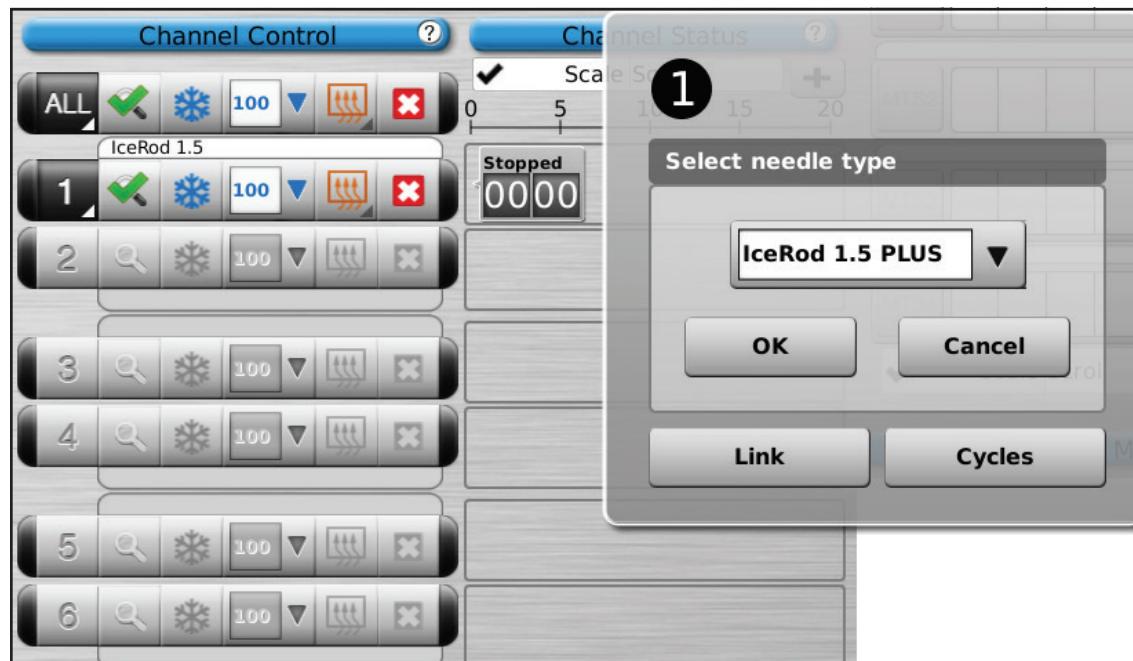 Channel Control ?
Channel Status ?
Scale Sc
0 5 10 15 20
ALL 100
IceRod 1.5
1 100
Stopped
00 00
2 100
3 100
4 100
5 100
6 100
1
Select needle type
IceRod 1.5 PLUS
OK Cancel
Link Cycles
M